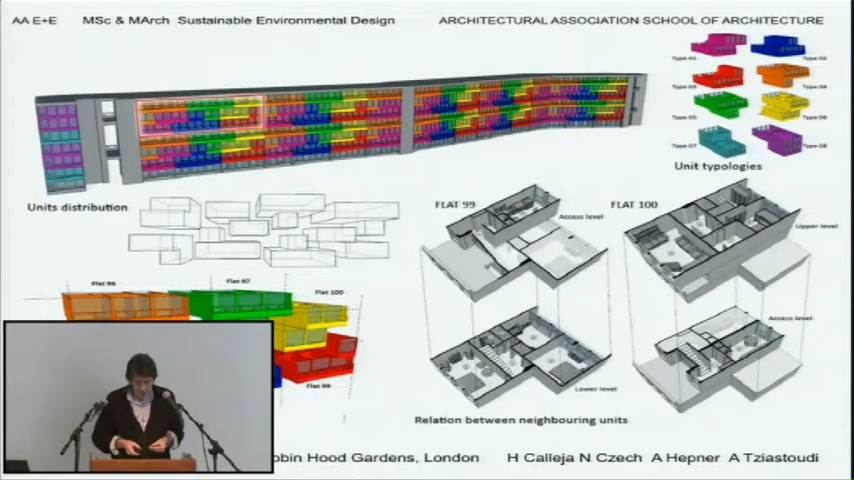 AA E+E MSc & MArch Sustainable Environmental Design ARCHITECTURAL ASSOCIATION SCHOOL OF ARCHITECTURE
Type 01 Type 02
Type 03 Type 04
Type 05 Type 06
Type 07 Type 08
Unit typologies
Units distribution
FLAT 99
Access level
FLAT 100
Upper level
Flat 96
Flat 97
Flat 100
Flat 99
Access level
Lower level
Relation between neighbouring units
obin Hood Gardens, London H Calleja N Czech A Hepner A Tziastoudi